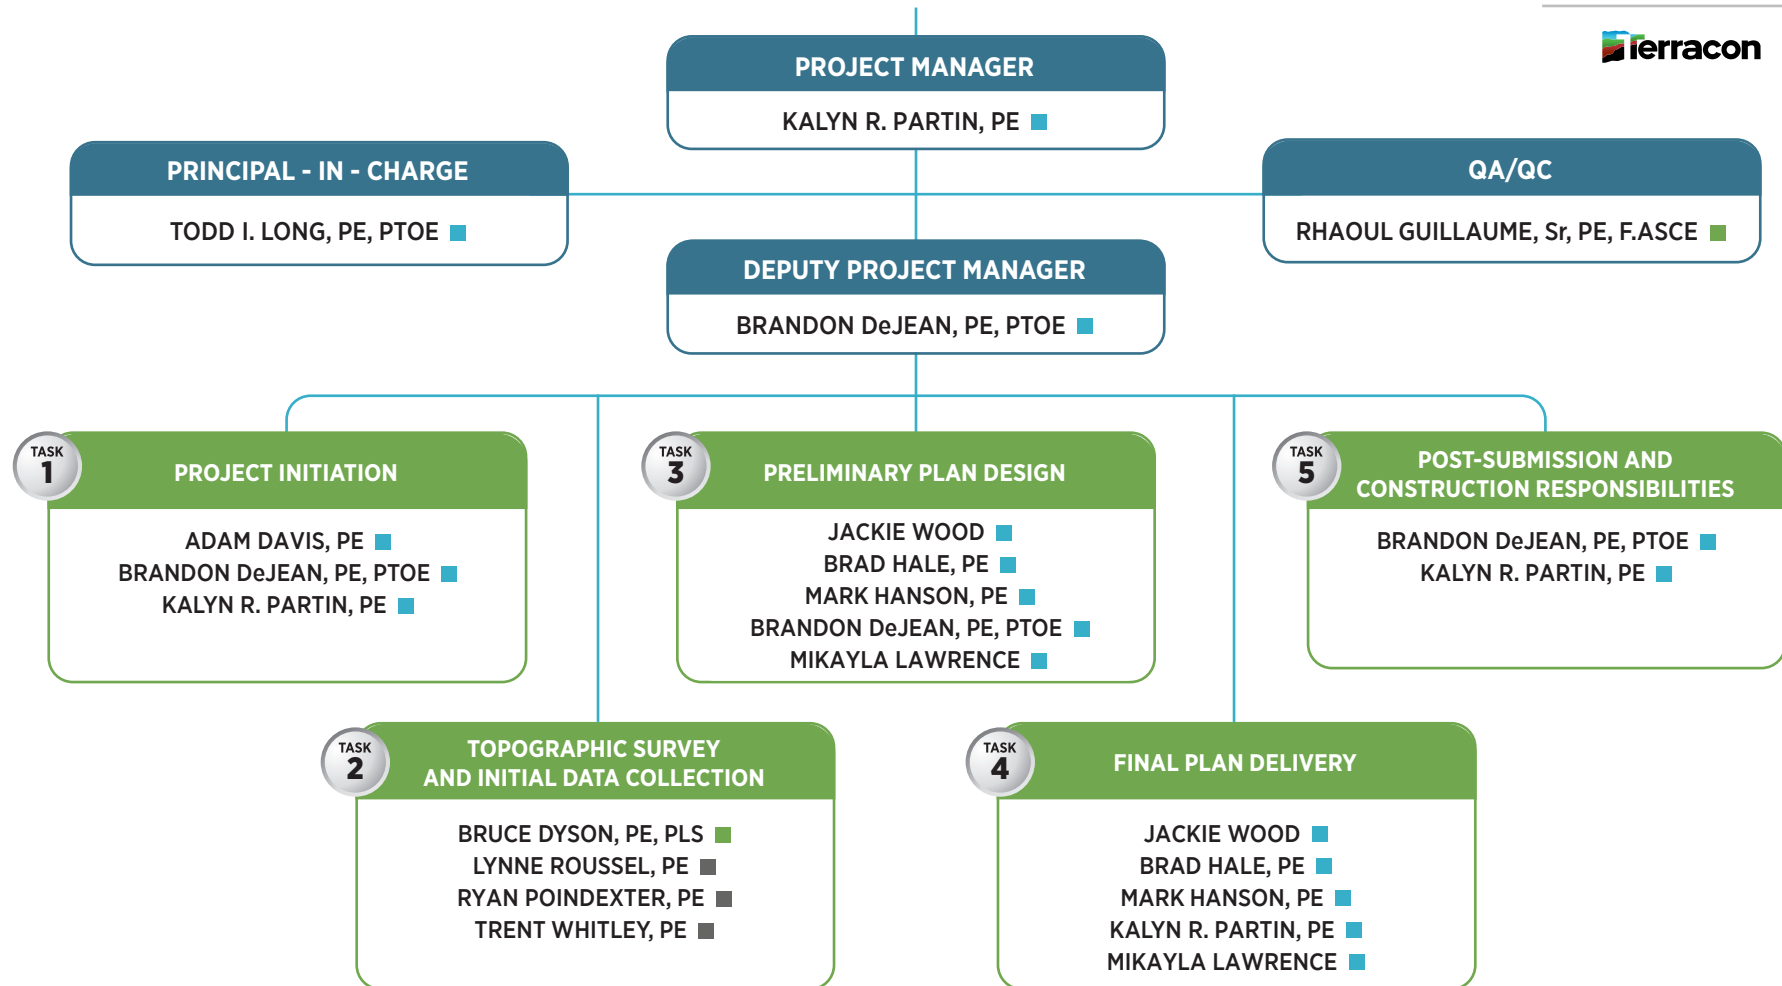 Terracon
PROJECT MANAGER
KALYN R. PARTIN, PE
PRINCIPAL - IN - CHARGE
TODD I. LONG, PE, PTOE
QA/QC
RHAOUL GUILLAUME, Sr, PE, F.ASCE
DEPUTY PROJECT MANAGER
BRANDON DeJEAN, PE, PTOE
TASK
1
PROJECT INITIATION
ADAM DAVIS, PE
BRANDON DeJEAN, PE, PTOE
KALYN R. PARTIN, PE
TASK
3
PRELIMINARY PLAN DESIGN
JACKIE WOOD
BRAD HALE, PE
MARK HANSON, PE
BRANDON DeJEAN, PE, PTOE
MIKAYLA LAWRENCE
TASK
5
POST-SUBMISSION AND
CONSTRUCTION RESPONSIBILITIES
BRANDON DeJEAN, PE, PTOE
KALYN R. PARTIN, PE
TASK
2
TOPOGRAPHIC SURVEY
AND INITIAL DATA COLLECTION
BRUCE DYSON, PE, PLS
LYNNE ROUSSEL, PE
RYAN POINDEXTER, PE
TRENT WHITLEY, PE
TASK
4
FINAL PLAN DELIVERY
JACKIE WOOD
BRAD HALE, PE
MARK HANSON, PE
KALYN R. PARTIN, PE
MIKAYLA LAWRENCE